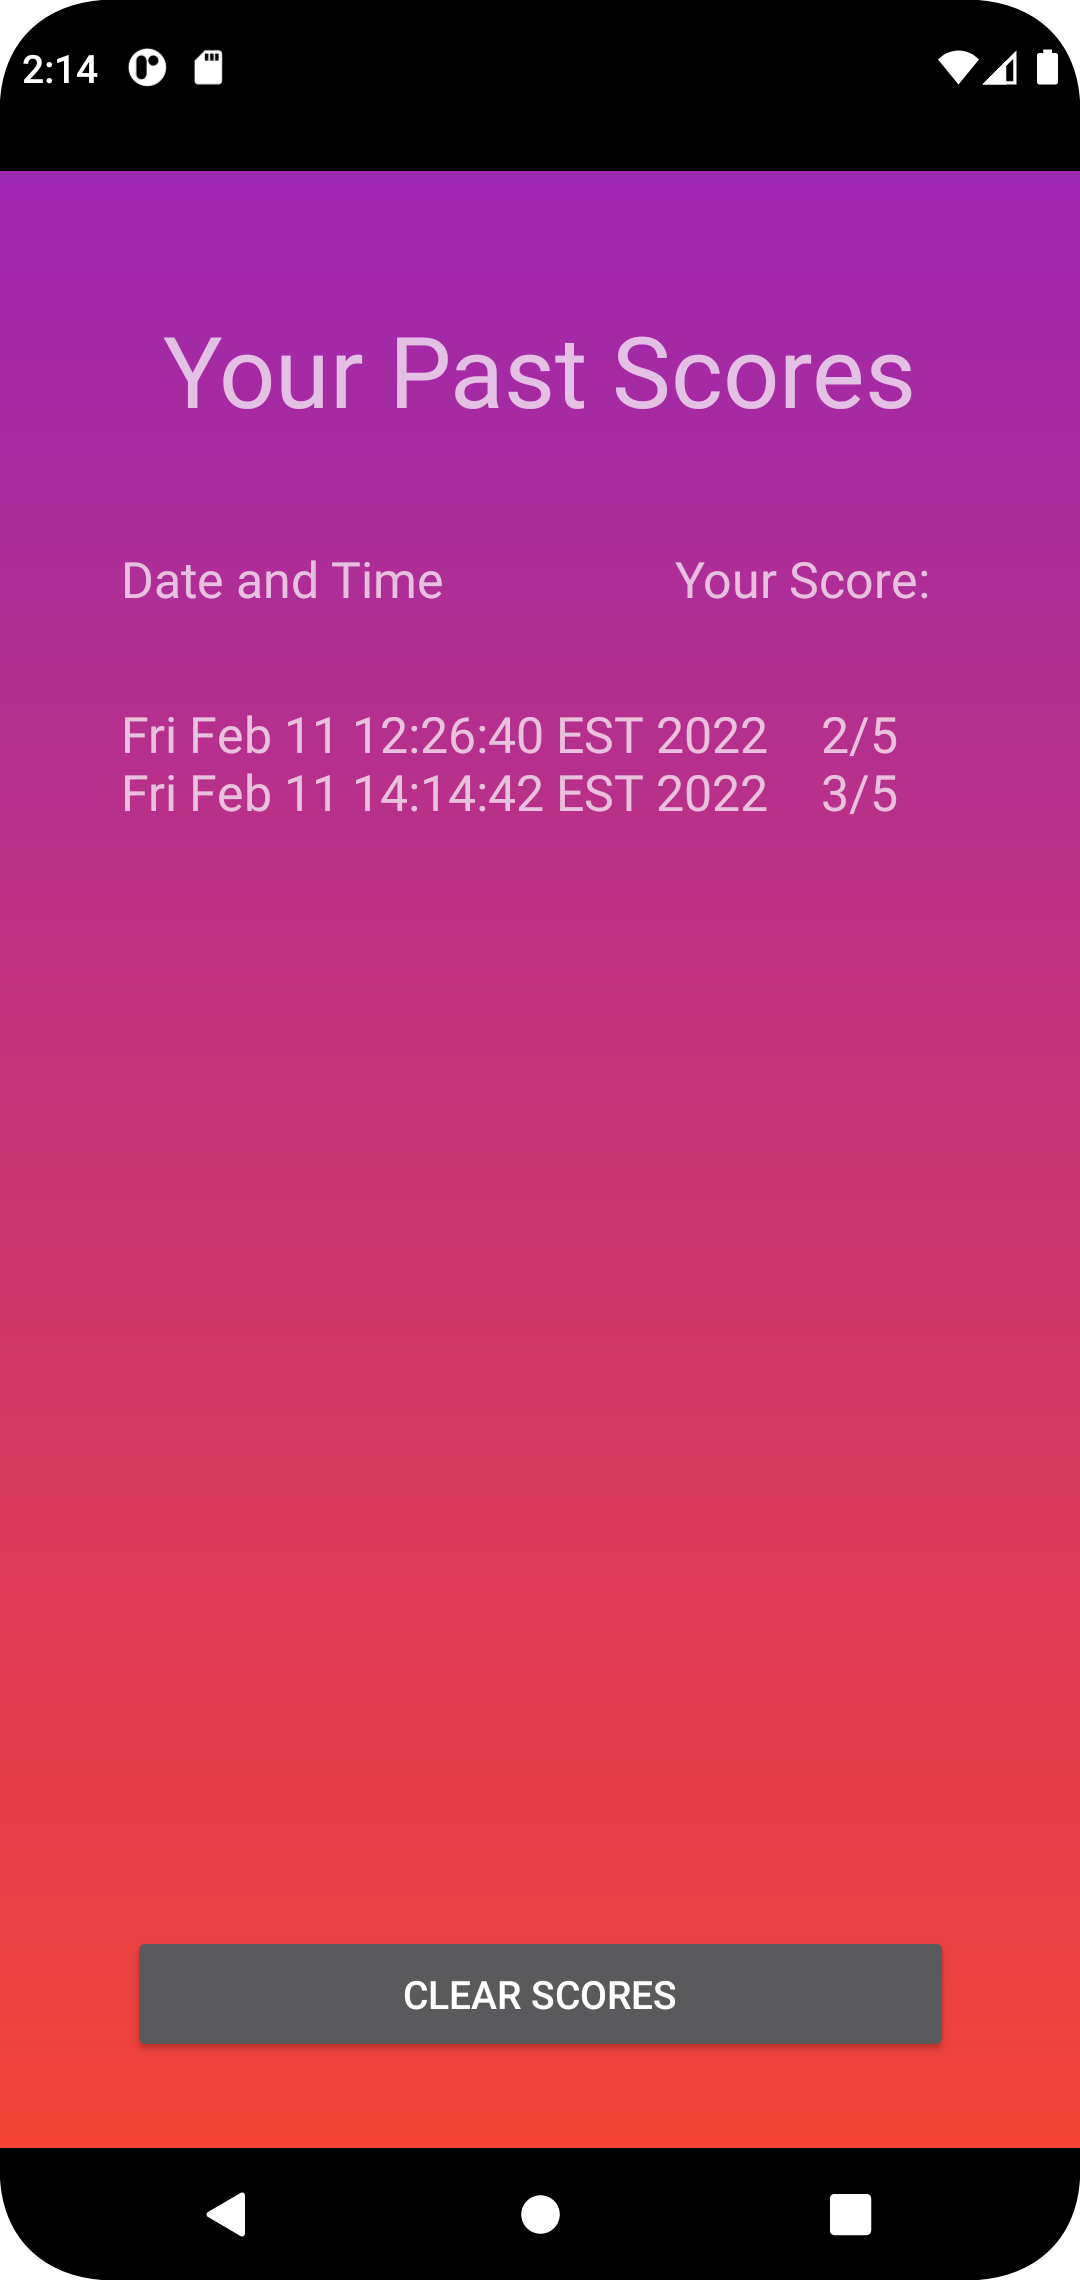 2:14
Your Past Scores
Date and Time Your Score:
Fri Feb 11 12:26:40 EST 2022 2/5
Fri Feb 11 14:14:42 EST 2022 3/5
CLEAR SCORES